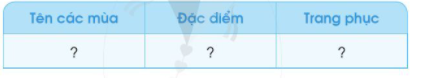 Tên các mùa Đặc điểm Trang phục
? ? ?